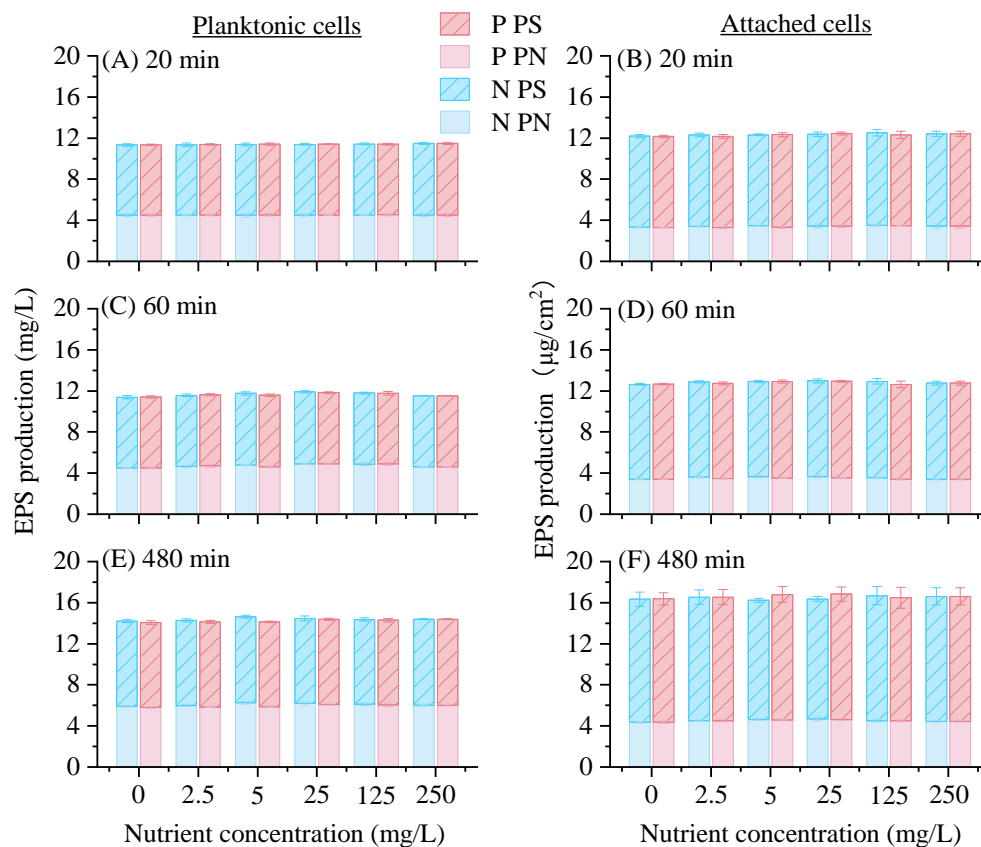 Planktonic cells
Attached cells
P PS
P PN
N PS
N PN
(A) 20 min
20
16
12
8
4
0
(B) 20 min
20
16
12
8
4
0
(C) 60 min
20
16
12
8
4
0
(D) 60 min
20
16
12
8
4
0
(E) 480 min
20
16
12
8
4
0
(F) 480 min
20
16
12
8
4
0
EPS production (mg/L)
EPS production (μg/cm²)
0 2.5 5 25 125 250
0 2.5 5 25 125 250
Nutrient concentration (mg/L)
Nutrient concentration (mg/L)